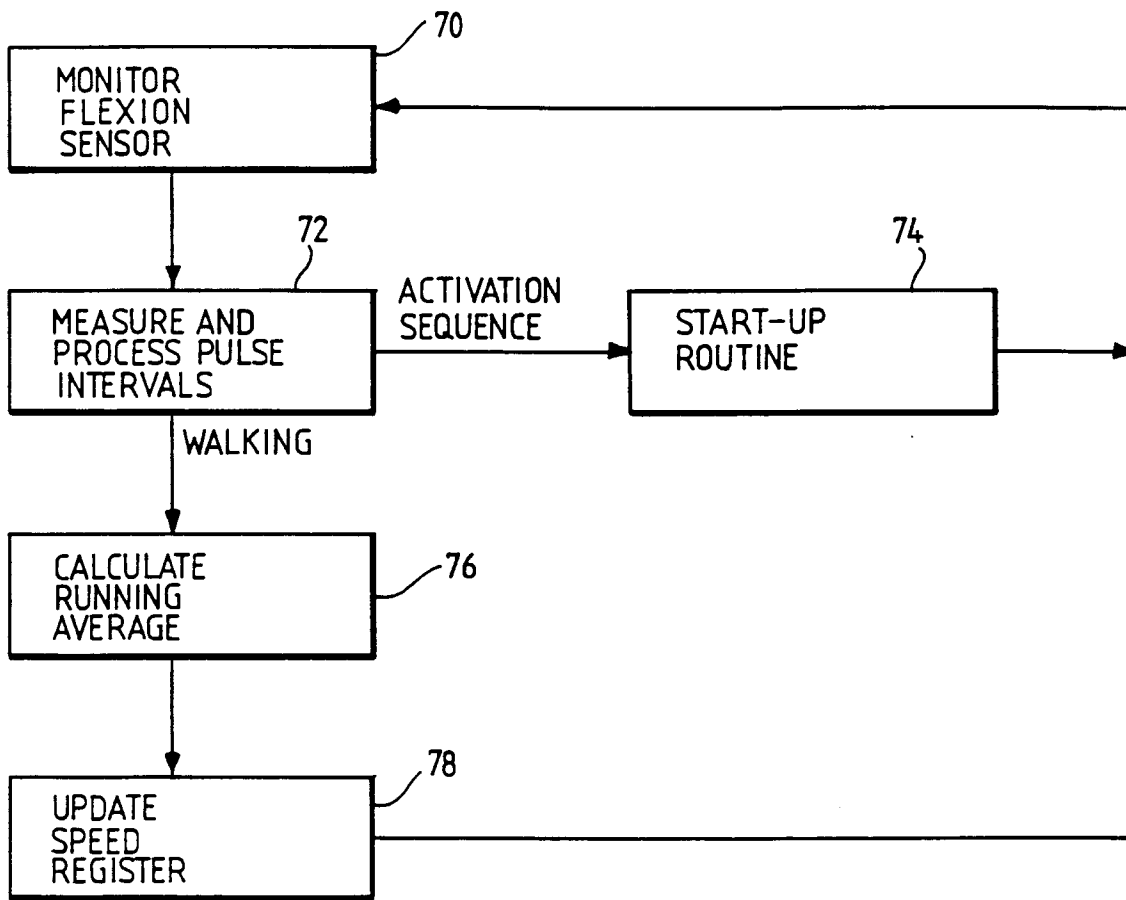 70
MONITOR
FLEXION
SENSOR
72
MEASURE AND
PROCESS PULSE
INTERVALS
ACTIVATION
SEQUENCE
74
START-UP
ROUTINE
WALKING
CALCULATE
RUNNING
AVERAGE
76
78
UPDATE
SPEED
REGISTER